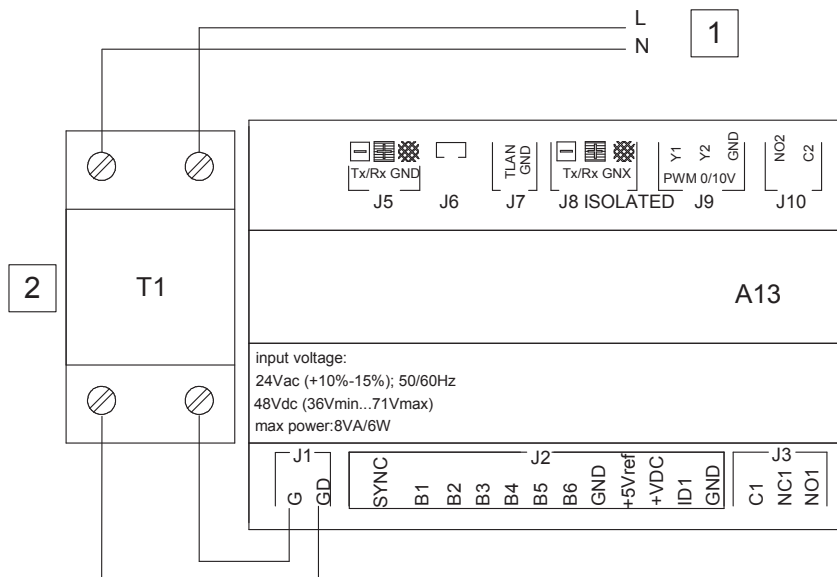 L
1
N
Y1
Y2
GND
NO2
C2
TLAN
GND
Tx/Rx GND
Tx/Rx GNX
PWM 0/10V
J5
J6
J7
J8 ISOLATED
J9
J10
2
T1
A13
input voltage:
24Vac (+10%-15%); 50/60Hz
48Vdc (36Vmin...71Vmax)
max power:8VA/6W
J1
J2
J3
G
GD
SYNC
B1
B2
B3
B4
B5
B6
GND
+5Vref
+VDC
ID1
GND
C1
NC1
NO1